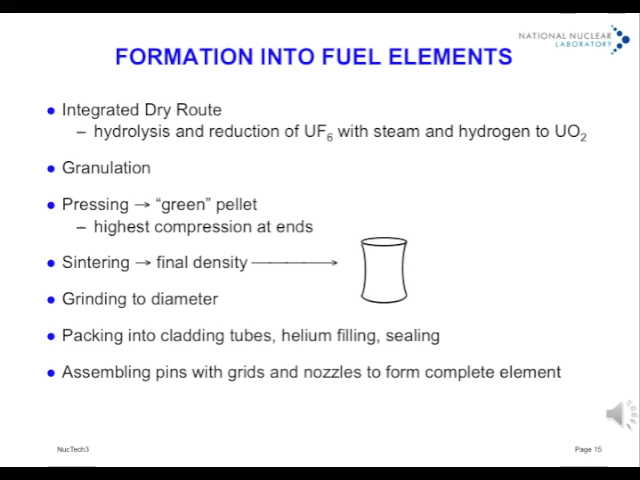 NATIONAL NUCLEAR
LABORATORY
FORMATION INTO FUEL ELEMENTS
● Integrated Dry Route
– hydrolysis and reduction of UF₆ with steam and hydrogen to UO₂
● Granulation
● Pressing → “green” pellet
– highest compression at ends
● Sintering → final density
● Grinding to diameter
● Packing into cladding tubes, helium filling, sealing
● Assembling pins with grids and nozzles to form complete element
NucTech3
Page 15